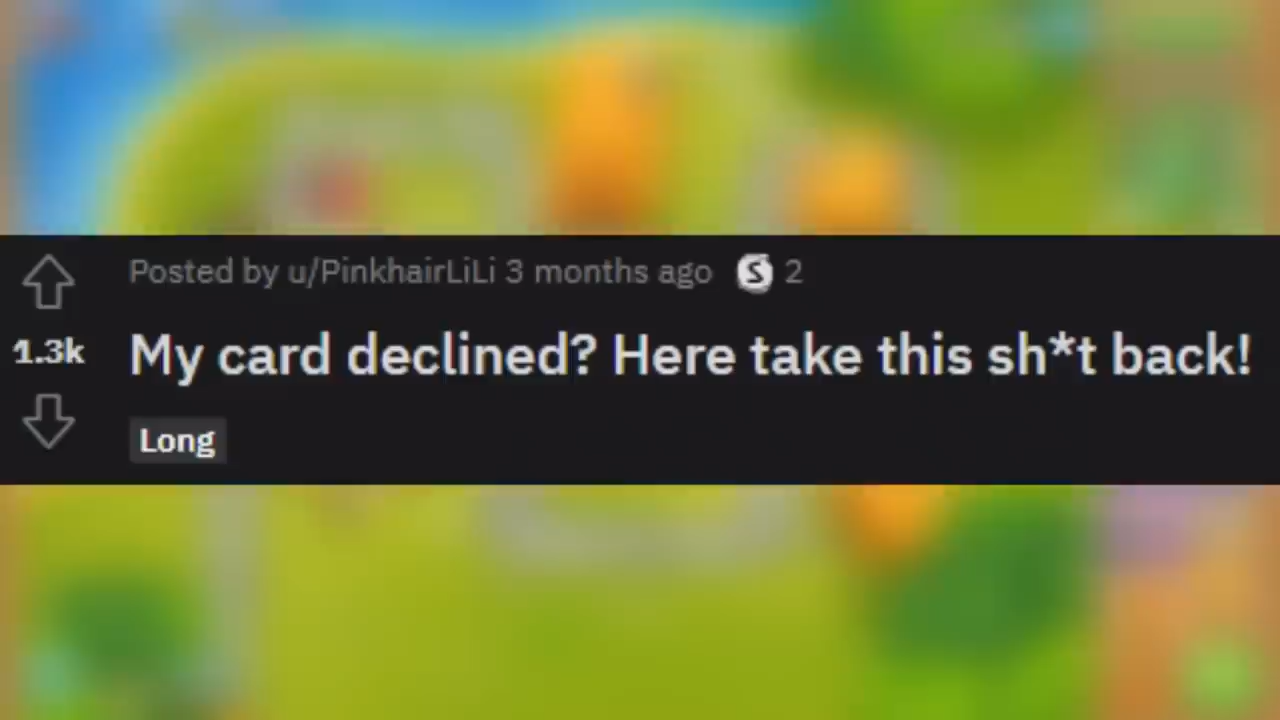 Posted by u/PinkhairLiLi 3 months ago S 2
1.3k
My card declined? Here take this sh*t back!
Long